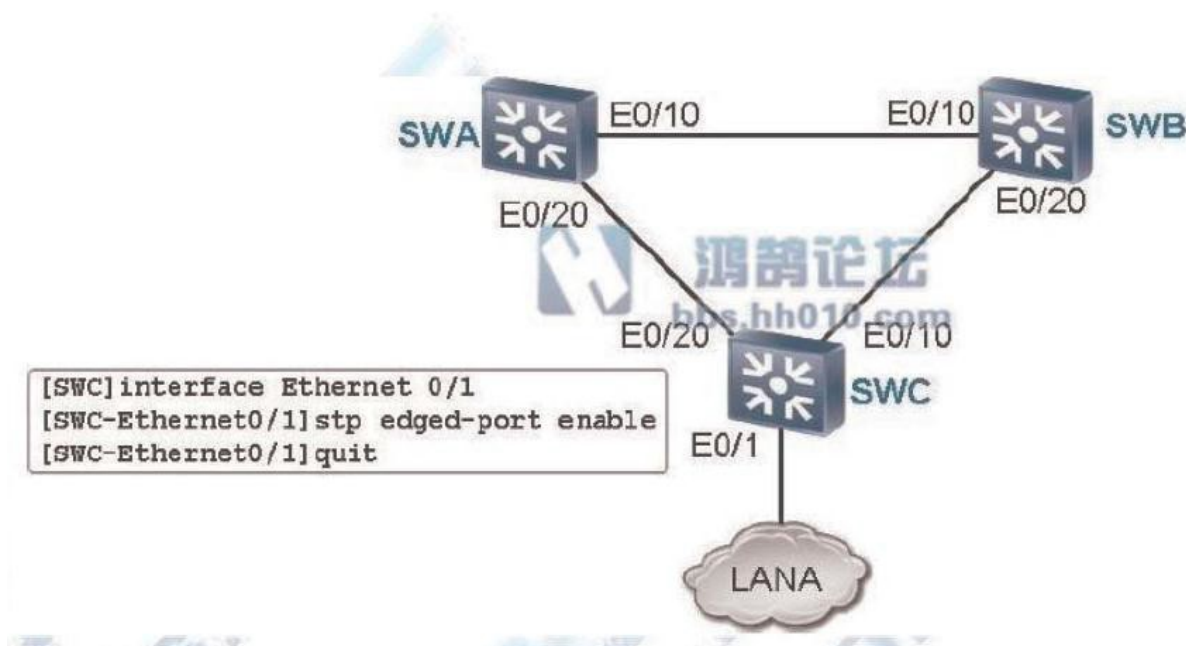 E0/10
E0/10
SWA
SWB
E0/20
E0/20
鸿鹄论坛
bbs.hh010.com
E0/20
E0/10
[SWC]interface Ethernet 0/1
[SWC-Ethernet0/1]stp edged-port enable
[SWC-Ethernet0/1]quit
SWC
E0/1
LANA